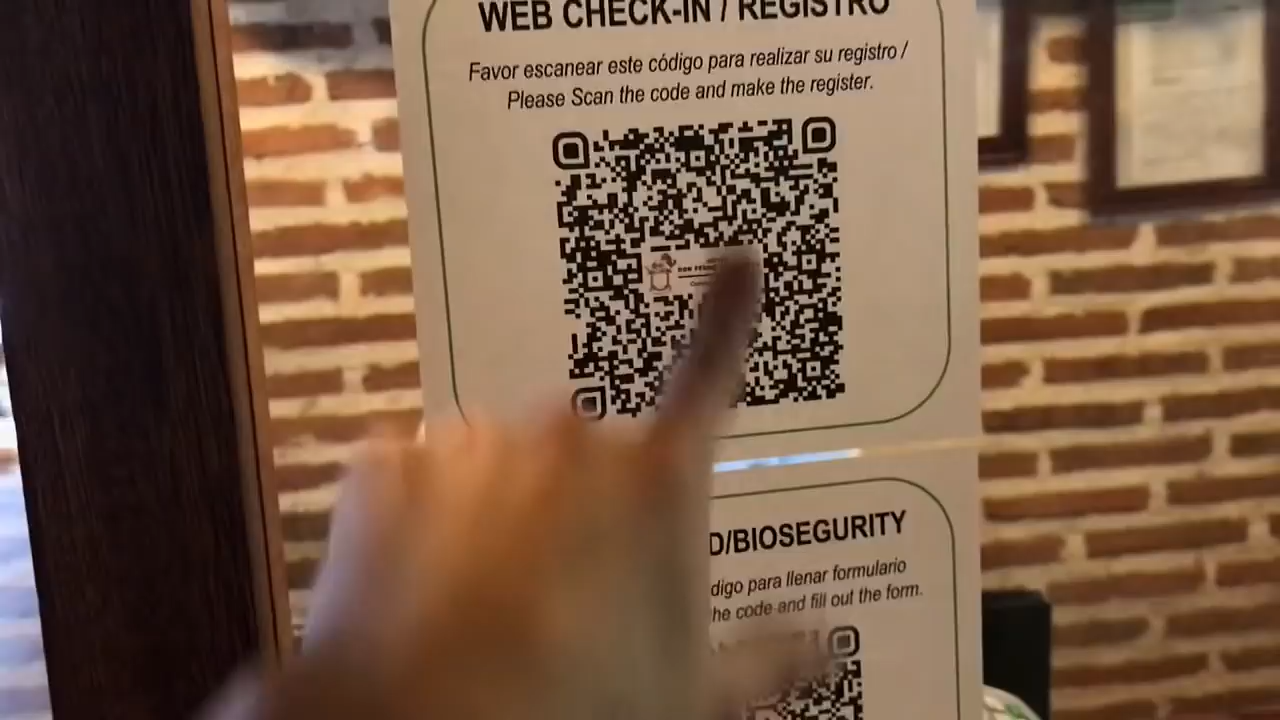 WEB CHECK-IN / REGISTRO
Favor escanear este código para realizar su registro /
Please Scan the code and make the register.
D/BIOSEGURITY
digo para llenar formulario
he code and fill out the form.